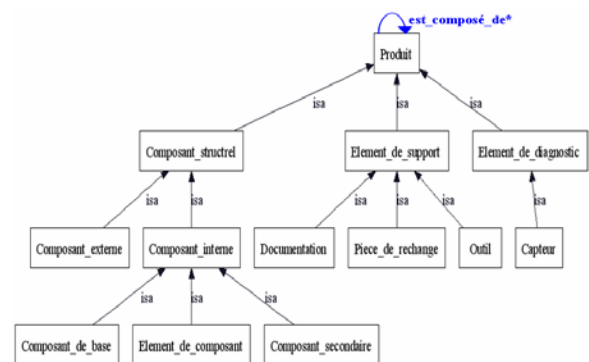 est_composé_de*
Produit
isa isa isa
Composant_structrel Element_de_support Element_de_diagnostic
isa isa isa isa isa isa
Composant_externe Composant_interne Documentation Piece_de_rechange Outil Capteur
isa isa isa
Composant_de_base Element_de_composant Composant_secondaire